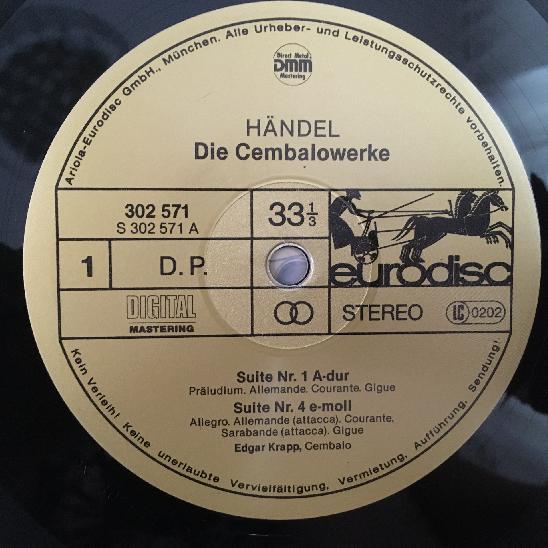 Ariola-Eurodisc GmbH., München. Alle Urheber- und Leistungsschutzrechte vorbehalten.
Direct Metal
DMM
Mastering
HÄNDEL
Die Cembalowerke
302 571
S 302 571 A
33 1/3
1
D. P.
eurodisc
DIGITAL
MASTERING
STEREO
LC 0202
Suite Nr. 1 A-dur
Präludium. Allemande. Courante. Gigue
Suite Nr. 4 e-moll
Allegro. Allemande (attacca). Courante.
Sarabande (attacca). Gigue
Edgar Krapp, Cembalo
Kein Verleih! Keine unerlaubte Vervielfältigung, Vermietung, Aufführung, Sendung!